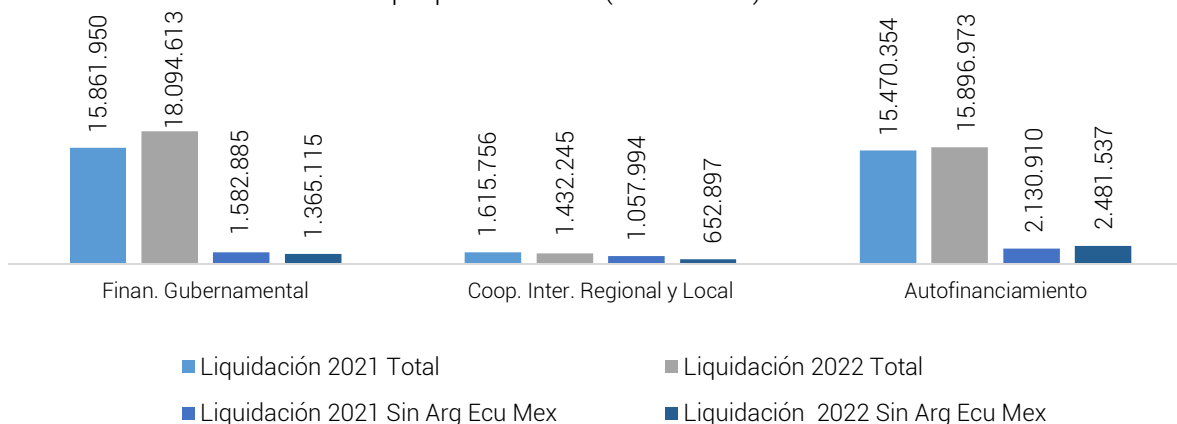 15.861.950
18.094.613
1.582.885
1.365.115
1.615.756
1.432.245
1.057.994
652.897
15.470.354
15.896.973
2.130.910
2.481.537
Finan. Gubernamental
Coop. Inter. Regional y Local
Autofinanciamiento
Liquidación 2021 Total
Liquidación 2022 Total
Liquidación 2021 Sin Arg Ecu Mex
Liquidación 2022 Sin Arg Ecu Mex